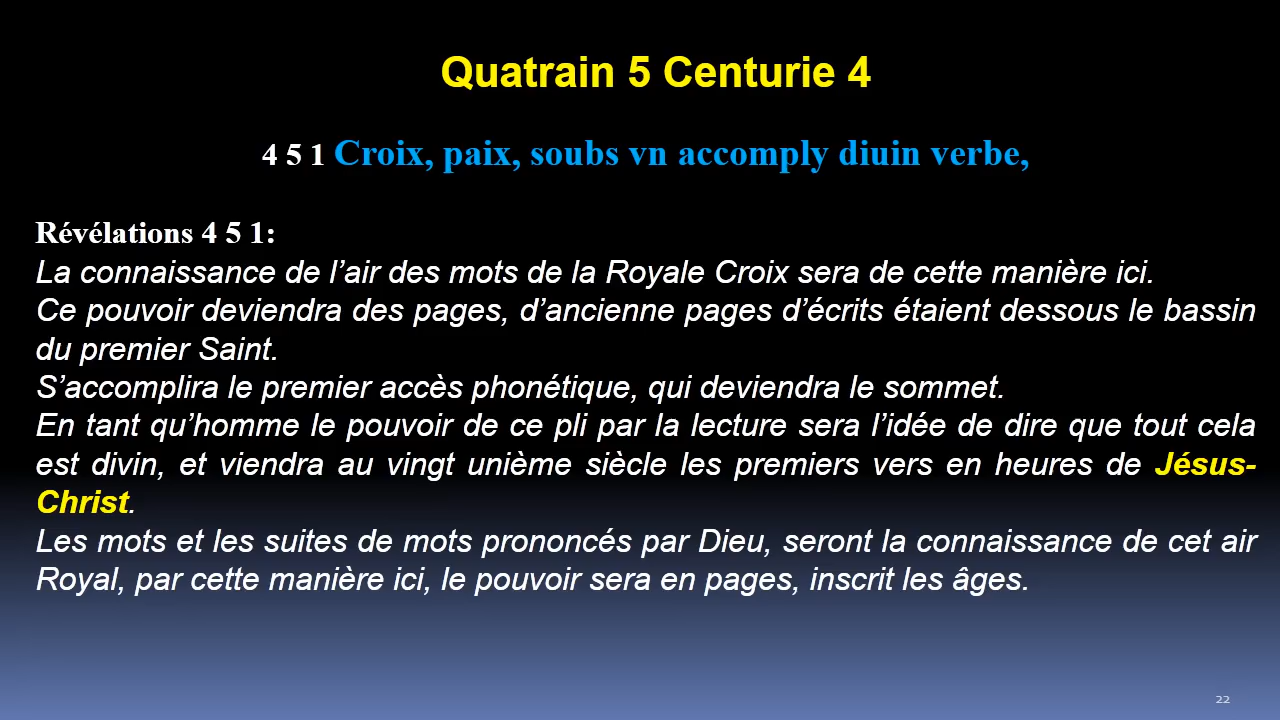 Quatrain 5 Centurie 4
4 5 1 Croix, paix, soubs vn accomply diuin verbe,
Révélations 4 5 1:
La connaissance de l’air des mots de la Royale Croix sera de cette manière ici.
Ce pouvoir deviendra des pages, d’ancienne pages d’écrits étaient dessous le bassin
du premier Saint.
S’accomplira le premier accès phonétique, qui deviendra le sommet.
En tant qu’homme le pouvoir de ce pli par la lecture sera l’idée de dire que tout cela
est divin, et viendra au vingt unième siècle les premiers vers en heures de Jésus-
Christ.
Les mots et les suites de mots prononcés par Dieu, seront la connaissance de cet air
Royal, par cette manière ici, le pouvoir sera en pages, inscrit les âges.
22